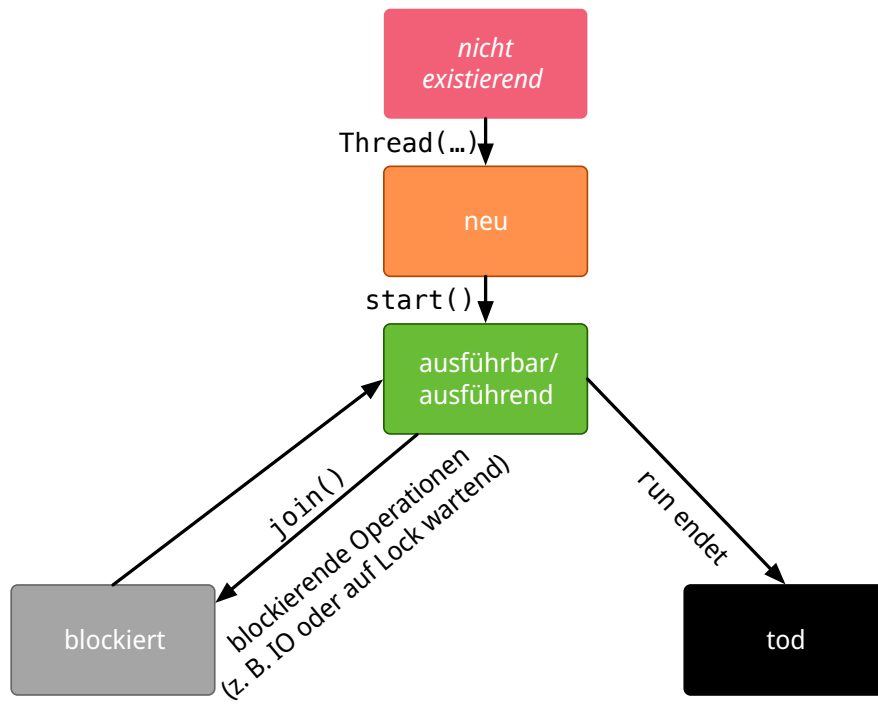 nicht
existierend
Thread(…)
neu
start()
ausführbar/
ausführend
join()
blockierende Operationen
(z. B. IO oder auf Lock wartend)
run endet
blockiert
tod